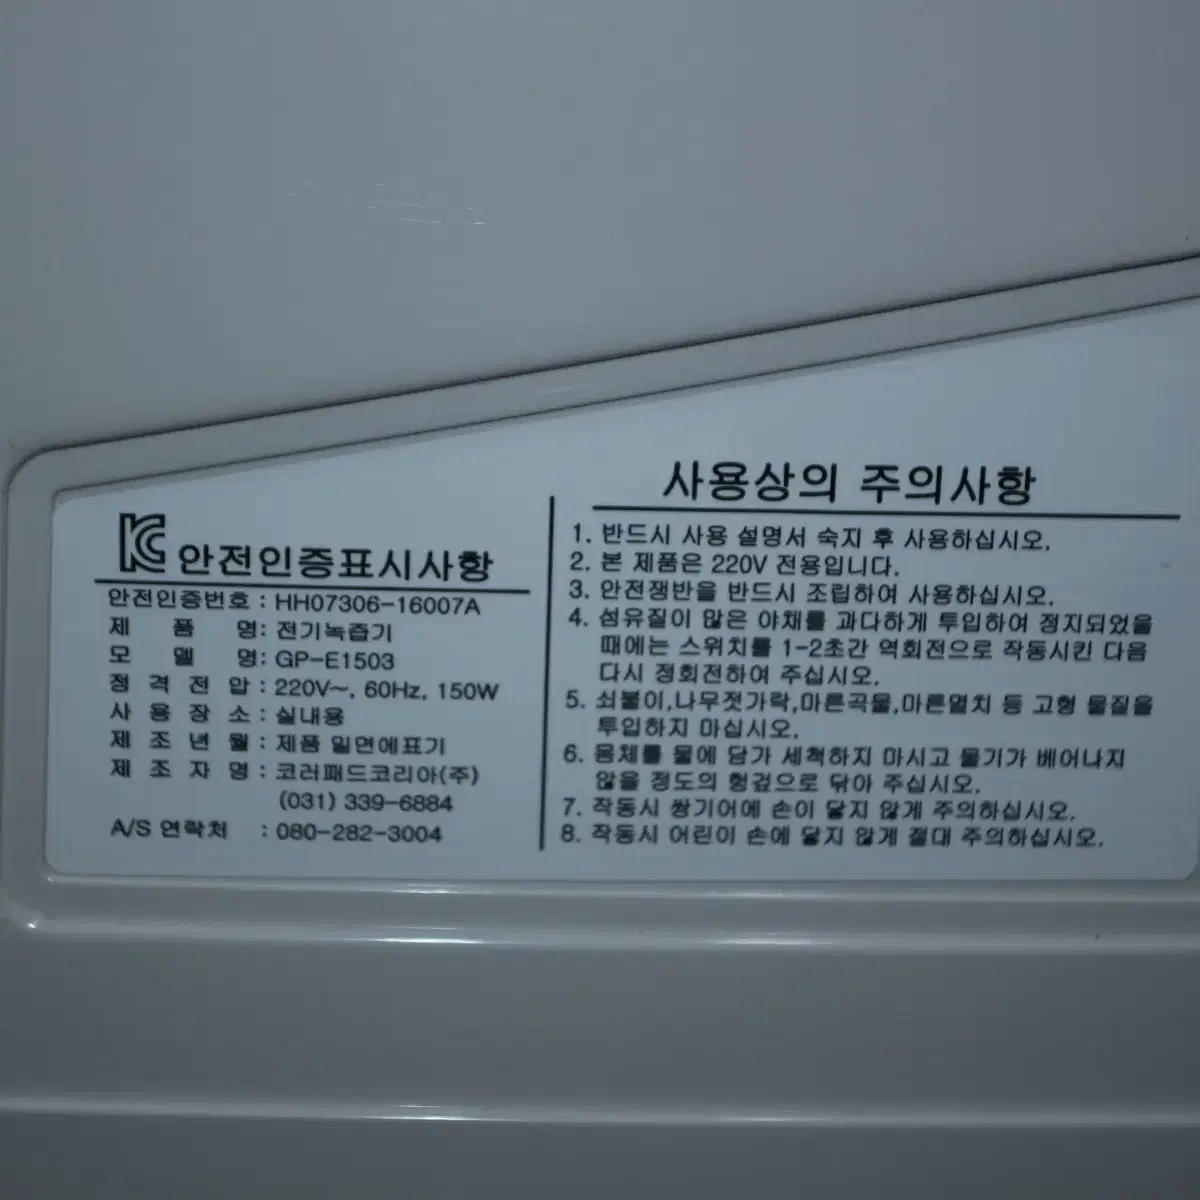 KC 안전인증표시사항
안전인증번호 : HH07306-16007A
제 품 명 : 전기녹즙기
모 델 명 : GP-E1503
정 격 전 압 : 220V~, 60Hz, 150W
사 용 장 소 : 실내용
제 조 년 월 : 제품 밑면에표기
제 조 자 명 : 코러패드코리아(주)
(031) 339-6884
A/S 연락처 : 080-282-3004
사용상의 주의사항
1. 반드시 사용 설명서 숙지 후 사용하십시오.
2. 본 제품은 220V 전용입니다.
3. 안전쟁반을 반드시 조립하여 사용하십시오.
4. 섬유질이 많은 야채를 과다하게 투입하여 정지되었을
때에는 스위치를 1-2초간 역회전으로 작동시킨 다음
다시 정회전하여 주십시오.
5. 쇠붙이,나무젓가락,마른곡물,마른멸치 등 고형 물질을
투입하지 마십시오.
6. 몸체를 물에 담가 세척하지 마시고 물기가 베어나지
않을 정도의 헝겊으로 닦아 주십시오.
7. 작동시 쌍기어에 손이 닿지 않게 주의하십시오.
8. 작동시 어린이 손에 닿지 않게 절대 주의하십시오.